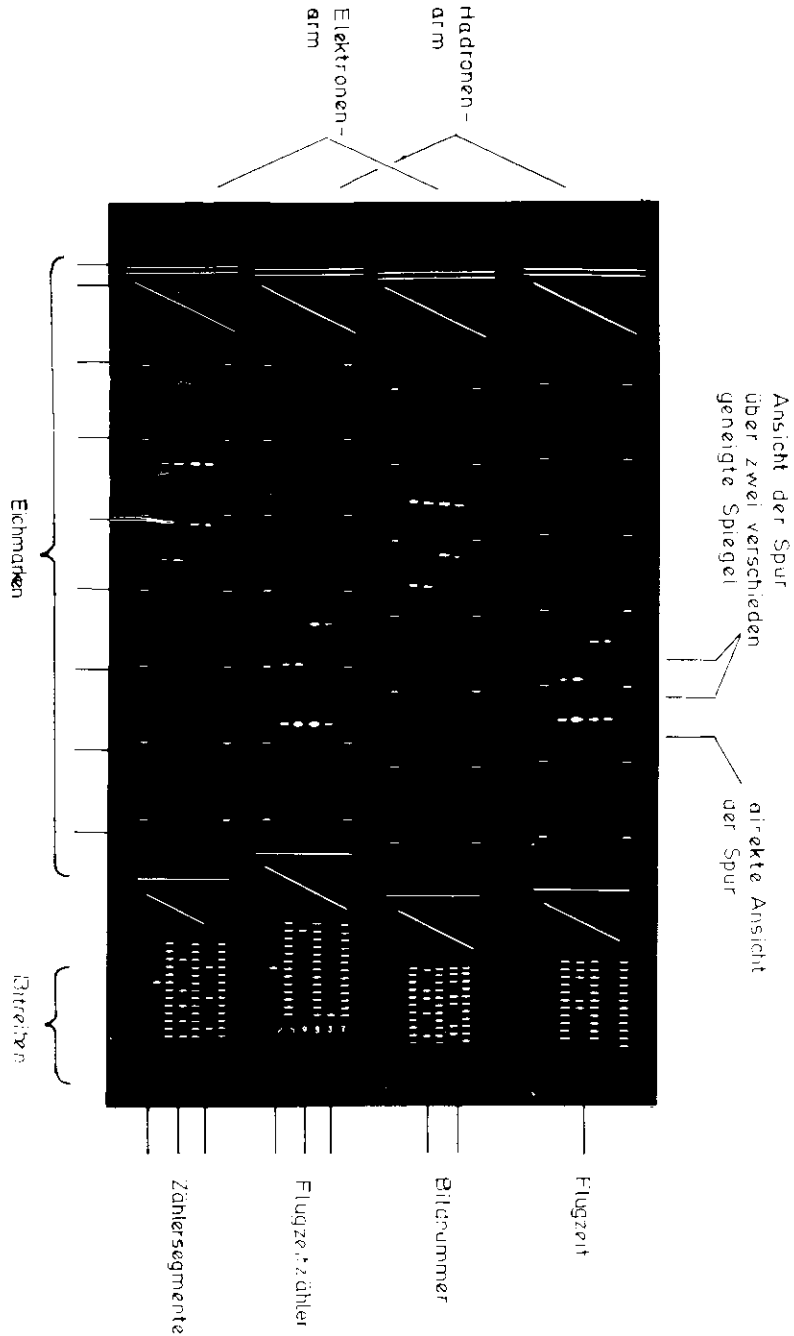 Ansicht der Spur
über zwei verschieden
geneigte Spiegel
direkte Ansicht
der Spur
Hadronen-
arm
Elektronen-
arm
Flugzeit
Bildnummer
Flugzeitzähler
Zählersegmente
Eichmarken
Bitreihen